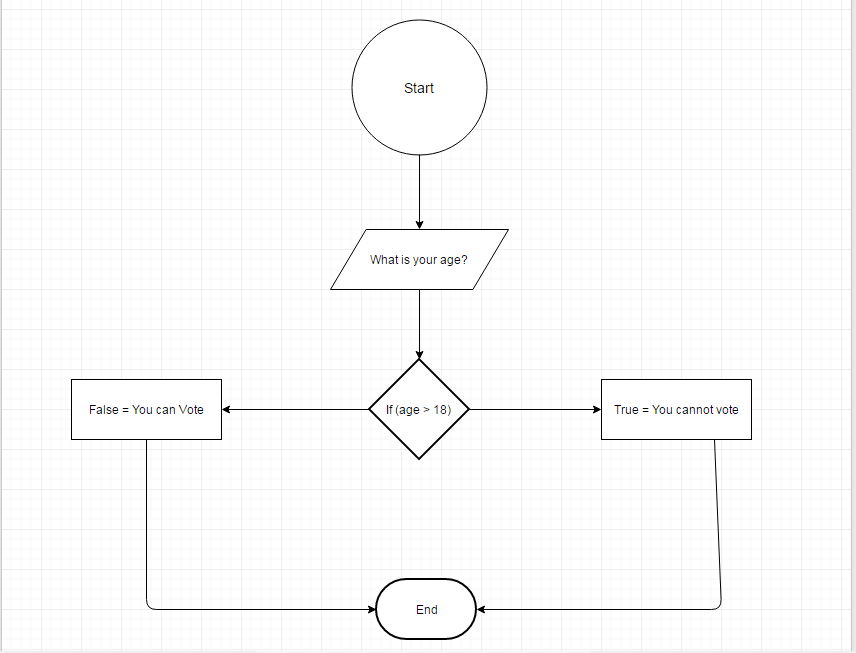 Start
What is your age?
If (age > 18)
False = You can Vote
True = You cannot vote
End